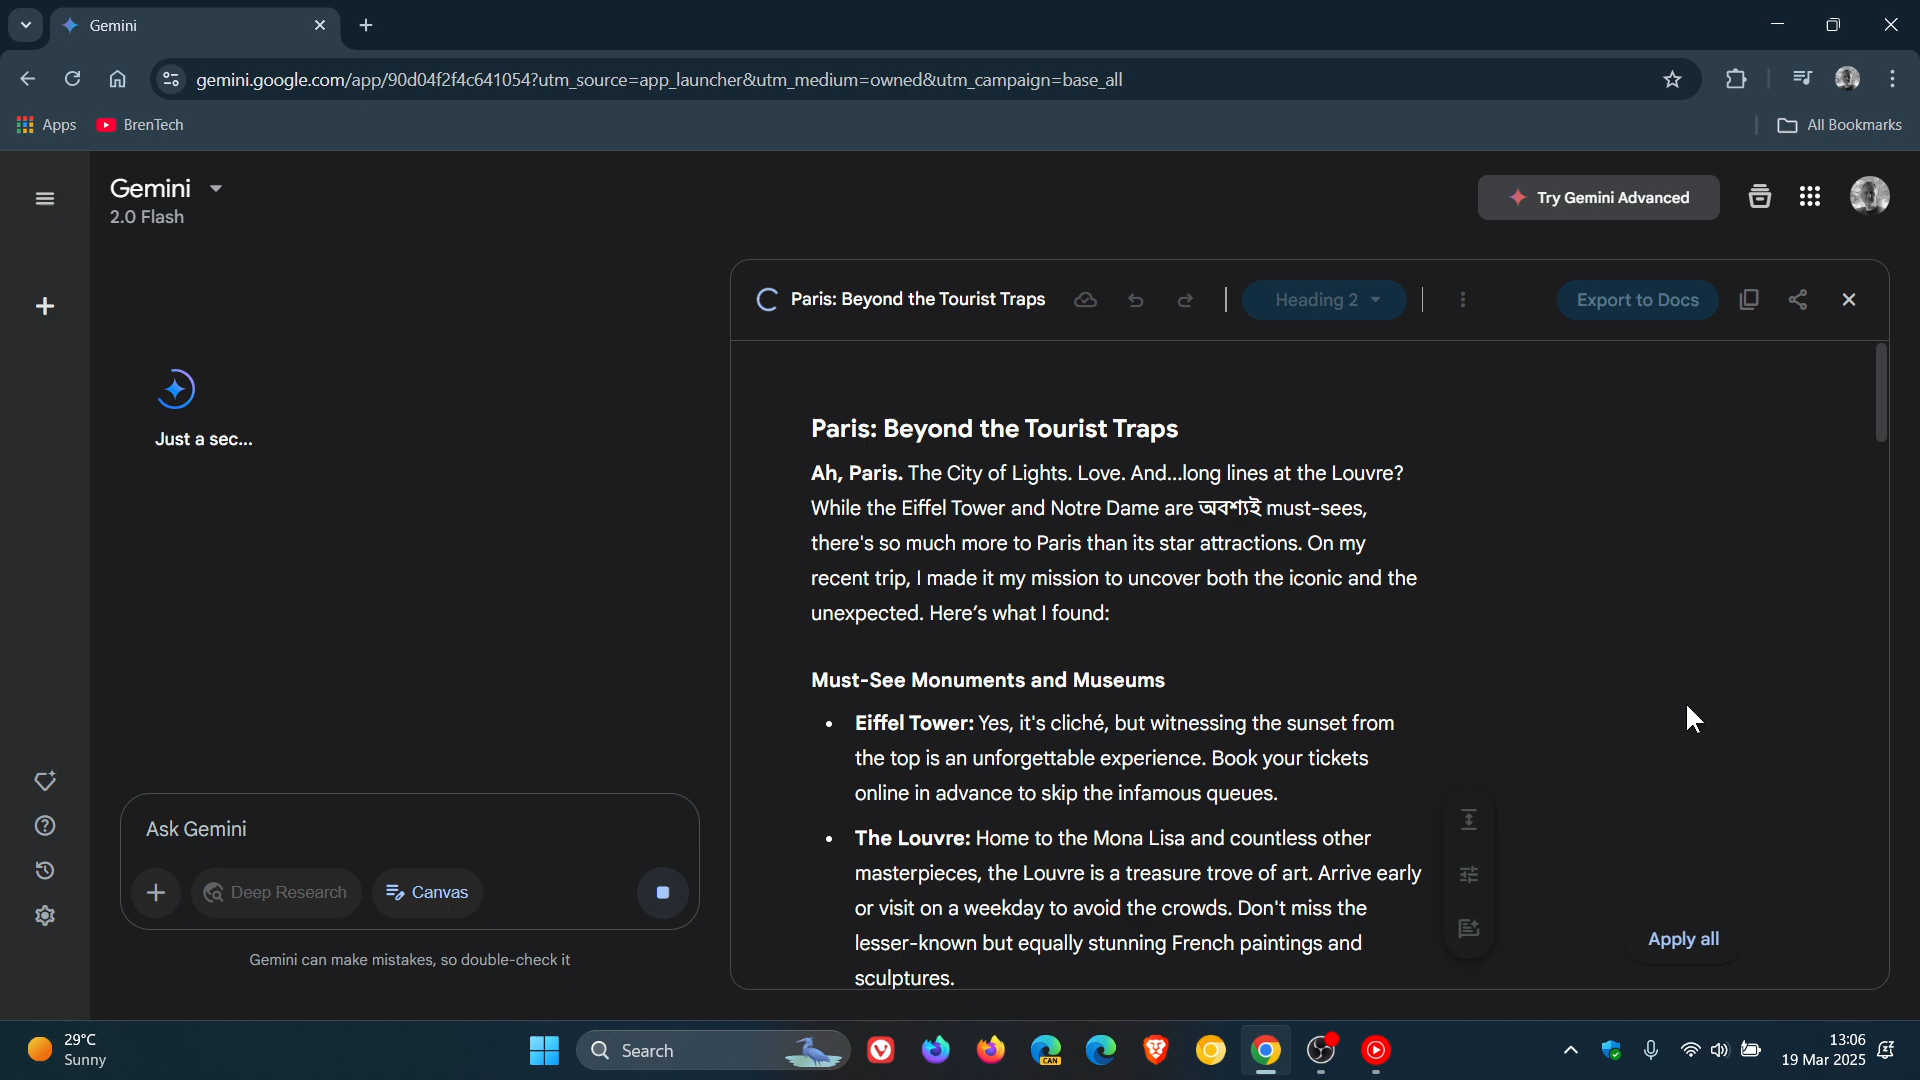 Gemini
gemini.google.com/app/90d04f2f4c641054?utm_source=app_launcher&utm_medium=owned&utm_campaign=base_all
Apps
BrenTech
All Bookmarks
Gemini
2.0 Flash
Try Gemini Advanced
Paris: Beyond the Tourist Traps
Heading 2
Export to Docs
Just a sec...
Paris: Beyond the Tourist Traps
Ah, Paris. The City of Lights. Love. And...long lines at the Louvre?
While the Eiffel Tower and Notre Dame are অবশ্যই must-sees,
there's so much more to Paris than its star attractions. On my
recent trip, I made it my mission to uncover both the iconic and the
unexpected. Here’s what I found:
Must-See Monuments and Museums
• Eiffel Tower: Yes, it's cliché, but witnessing the sunset from
the top is an unforgettable experience. Book your tickets
online in advance to skip the infamous queues.
• The Louvre: Home to the Mona Lisa and countless other
masterpieces, the Louvre is a treasure trove of art. Arrive early
or visit on a weekday to avoid the crowds. Don't miss the
lesser-known but equally stunning French paintings and
sculptures.
Apply all
Ask Gemini
Deep Research
Canvas
Gemini can make mistakes, so double-check it
29°C
Sunny
Search
CAN
13:06
19 Mar 2025